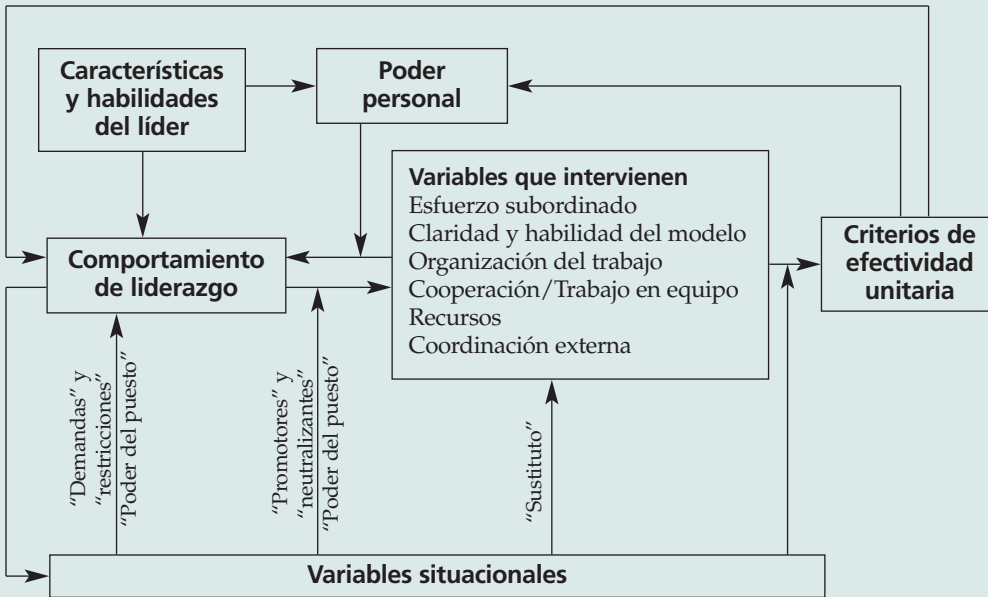 Características
y habilidades
del líder
Poder
personal
Variables que intervienen
Esfuerzo subordinado
Claridad y habilidad del modelo
Organización del trabajo
Cooperación/Trabajo en equipo
Recursos
Coordinación externa
Criterios de
efectividad
unitaria
Comportamiento
de liderazgo
“Demandas” y
“restricciones”
“Poder del puesto”
“Promotores” y
“neutralizantes”
“Poder del puesto”
“Sustituto”
Variables situacionales